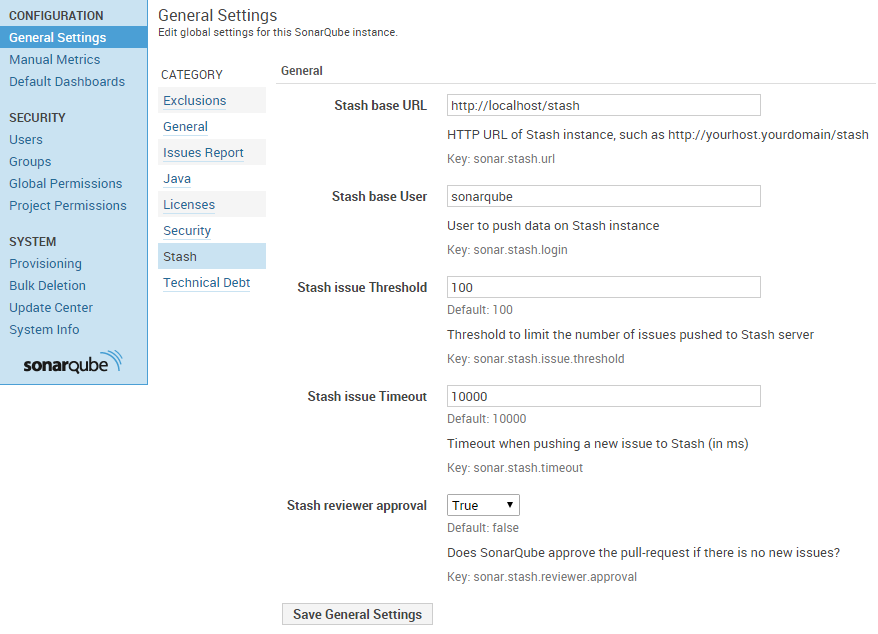 CONFIGURATION
General Settings
Manual Metrics
Default Dashboards
SECURITY
Users
Groups
Global Permissions
Project Permissions
SYSTEM
Provisioning
Bulk Deletion
Update Center
System Info
sonarqube
General Settings
Edit global settings for this SonarQube instance.
CATEGORY
Exclusions
General
Issues Report
Java
Licenses
Security
Stash
Technical Debt
General
Stash base URL
http://localhost/stash
HTTP URL of Stash instance, such as http://yourhost.yourdomain/stash
Key: sonar.stash.url
Stash base User
sonarqube
User to push data on Stash instance
Key: sonar.stash.login
Stash issue Threshold
100
Default: 100
Threshold to limit the number of issues pushed to Stash server
Key: sonar.stash.issue.threshold
Stash issue Timeout
10000
Default: 10000
Timeout when pushing a new issue to Stash (in ms)
Key: sonar.stash.timeout
Stash reviewer approval
True
Default: false
Does SonarQube approve the pull-request if there is no new issues?
Key: sonar.stash.reviewer.approval
Save General Settings